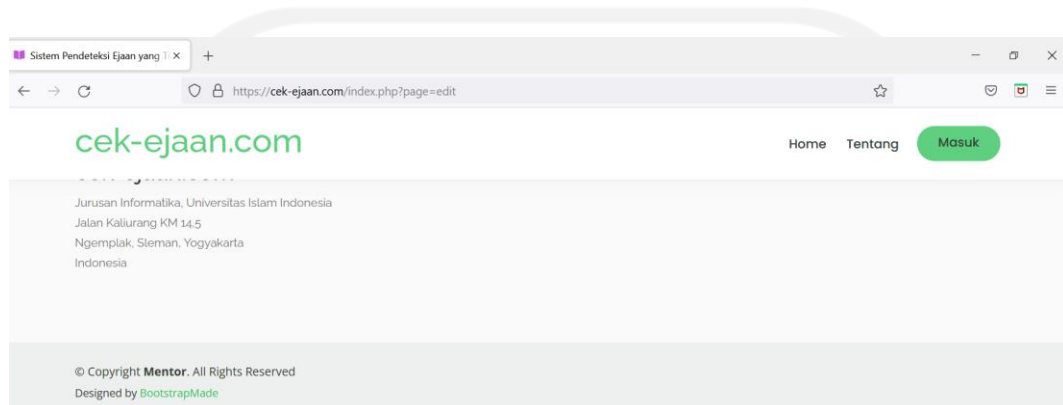 Sistem Pendeteksi Ejaan yang
https://cek-ejaan.com/index.php?page=edit
cek-ejaan.com
Home Tentang Masuk
Jurusan Informatika, Universitas Islam Indonesia
Jalan Kaliurang KM 14,5
Ngemplak, Sleman, Yogyakarta
Indonesia
© Copyright Mentor. All Rights Reserved
Designed by BootstrapMade